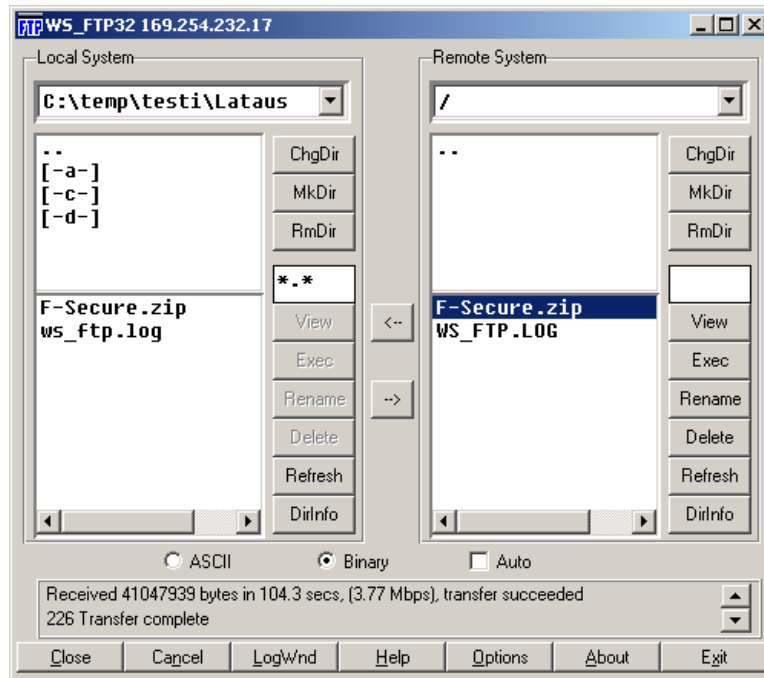 FTP WS_FTP32 169.254.232.17
Local System
C:\temp\testi\Lataus
..
[-a-]
[-c-]
[-d-]
ChgDir
MkDir
RmDir
*.*
F-Secure.zip
ws_ftp.log
View
Exec
Rename
Delete
Refresh
DirInfo
<--
-->
Remote System
/
..
ChgDir
MkDir
RmDir
F-Secure.zip
WS_FTP.LOG
View
Exec
Rename
Delete
Refresh
DirInfo
ASCII Binary Auto
Received 41047939 bytes in 104.3 secs, (3.77 Mbps), transfer succeeded
226 Transfer complete
Close Cancel LogWnd Help Options About Exit